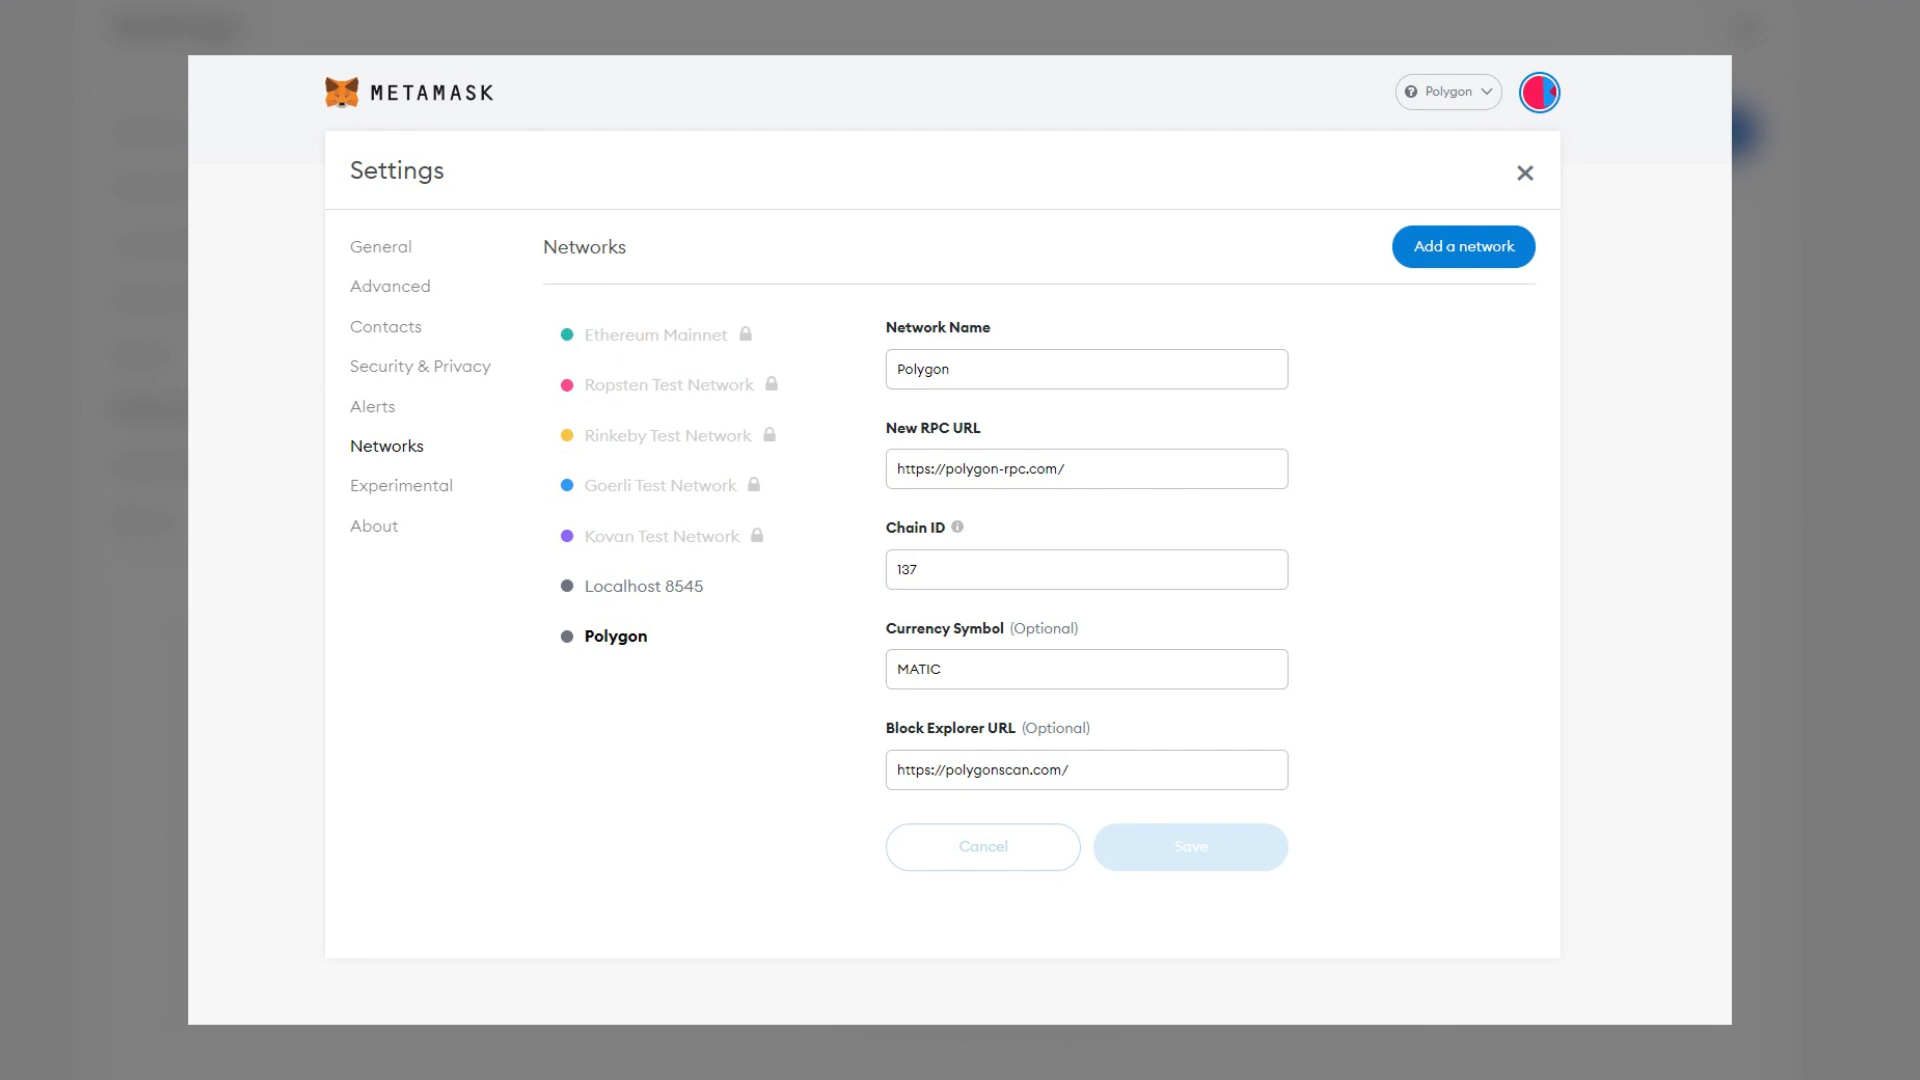 METAMASK
Polygon
Settings
General
Advanced
Contacts
Security & Privacy
Alerts
Networks
Experimental
About
Networks
Add a network
Ethereum Mainnet
Ropsten Test Network
Rinkeby Test Network
Goerli Test Network
Kovan Test Network
Localhost 8545
Polygon
Network Name
Polygon
New RPC URL
https://polygon-rpc.com/
Chain ID
137
Currency Symbol (Optional)
MATIC
Block Explorer URL (Optional)
https://polygonscan.com/
Cancel
Save